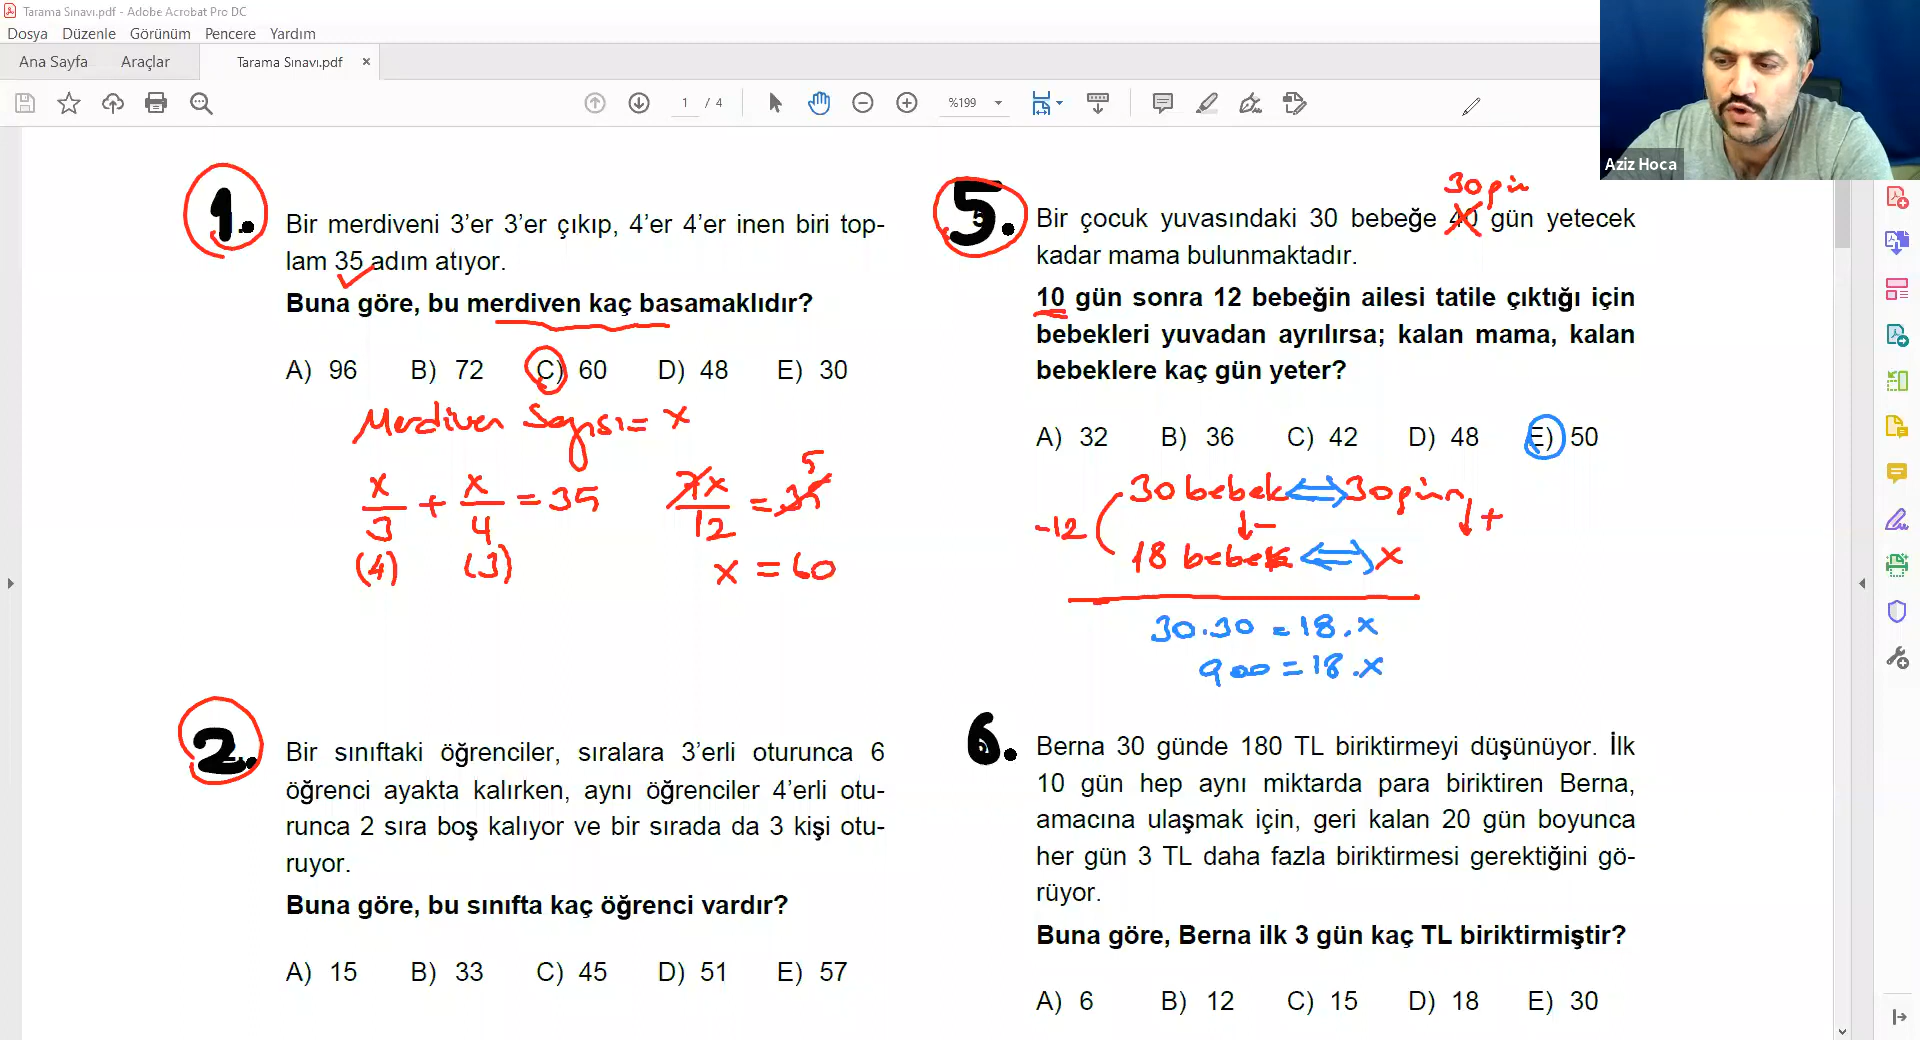 Tarama Sınavı.pdf - Adobe Acrobat Pro DC
Dosya Düzenle Görünüm Pencere Yardım
Ana Sayfa Araçlar Tarama Sınavı.pdf ×
1 / 4 %199
Aziz Hoca
1.
Bir merdiveni 3’er 3’er çıkıp, 4’er 4’er inen biri top-
lam 35 adım atıyor.
Buna göre, bu merdiven kaç basamaklıdır?
A) 96 B) 72 C) 60 D) 48 E) 30
Merdiven Sayısı = x
x/3 + x/4 = 35
(4) (3)
7x/12 = 35 5
x = 60
2.
Bir sınıftaki öğrenciler, sıralara 3’erli oturunca 6
öğrenci ayakta kalırken, aynı öğrenciler 4’erli otu-
runca 2 sıra boş kalıyor ve bir sırada da 3 kişi otu-
ruyor.
Buna göre, bu sınıfta kaç öğrenci vardır?
A) 15 B) 33 C) 45 D) 51 E) 57
5.
30 gün
Bir çocuk yuvasındaki 30 bebeğe 40 gün yetecek
kadar mama bulunmaktadır.
10 gün sonra 12 bebeğin ailesi tatile çıktığı için
bebekleri yuvadan ayrılırsa; kalan mama, kalan
bebeklere kaç gün yeter?
A) 32 B) 36 C) 42 D) 48 E) 50
30 bebek ⟺ 30 gün
-12 ↓- ↓+
18 bebek ⟺ x
30.30 = 18.x
900 = 18.x
6.
Berna 30 günde 180 TL biriktirmeyi düşünüyor. İlk
10 gün hep aynı miktarda para biriktiren Berna,
amacına ulaşmak için, geri kalan 20 gün boyunca
her gün 3 TL daha fazla biriktirmesi gerektiğini gö-
rüyor.
Buna göre, Berna ilk 3 gün kaç TL biriktirmiştir?
A) 6 B) 12 C) 15 D) 18 E) 30